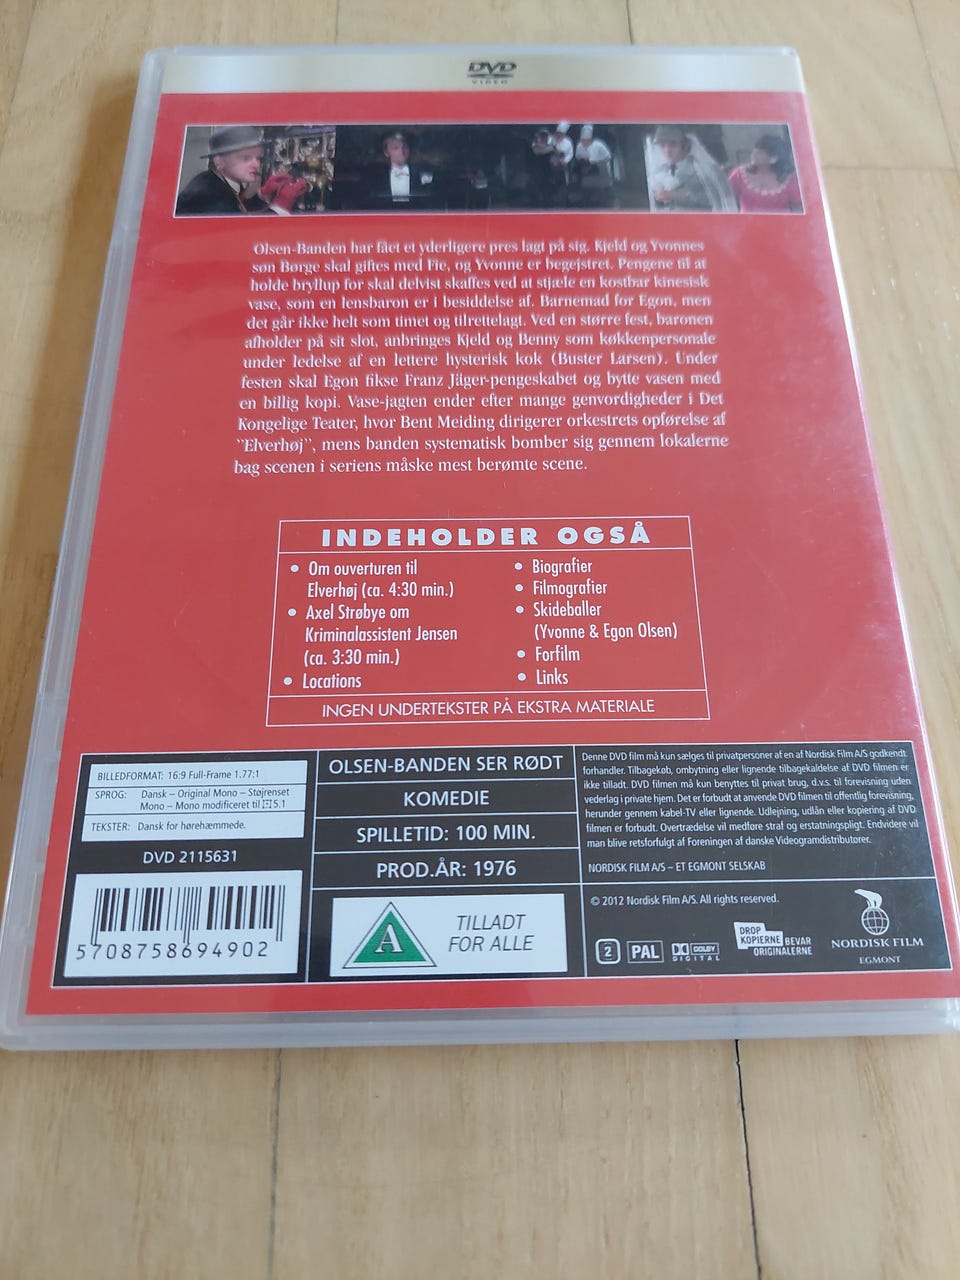 DVD
VIDEO
Olsen-Banden har fået et yderligere pres lagt på sig. Kjeld og Yvonnes
søn Børge skal giftes med Fie, og Yvonne er begejstret. Pengene til at
holde bryllup for skal delvist skaffes ved at stjæle en kostbar kinesisk
vase, som en lensbaron er i besiddelse af. Barnemad for Egon, men
det går ikke helt som timet og tilrettelagt. Ved en større fest, baronen
afholder på sit slot, anbringes Kjeld og Benny som køkkenpersonale
under ledelse af en lettere hysterisk kok (Buster Larsen). Under
festen skal Egon fikse Franz Jäger-pengeskabet og bytte vasen med
en billig kopi. Vase-jagten ender efter mange genvordigheder i Det
Kongelige Teater, hvor Bent Meiding dirigerer orkestrets opførelse af
"Elverhøj", mens banden systematisk bomber sig gennem lokalerne
bag scenen i seriens måske mest berømte scene.
INDEHOLDER OGSÅ
• Om ouverturen til
Elverhøj (ca. 4:30 min.)
• Axel Strøbye om
Kriminalassistent Jensen
(ca. 3:30 min.)
• Locations
• Biografier
• Filmografier
• Skideballer
(Yvonne & Egon Olsen)
• Forfilm
• Links
INGEN UNDERTEKSTER PÅ EKSTRA MATERIALE
BILLEDFORMAT: 16:9 Full-Frame 1.77:1
SPROG: Dansk – Original Mono – Støjrenset
Mono – Mono modificeret til 5.1
TEKSTER: Dansk for hørehæmmede.
DVD 2115631
5708758694902
OLSEN-BANDEN SER RØDT
KOMEDIE
SPILLETID: 100 MIN.
PROD.ÅR: 1976
A
TILLADT
FOR ALLE
Denne DVD film må kun sælges til privatpersoner af en af Nordisk Film A/S godkendt
forhandler. Tilbagekøb, ombytning eller lignende tilbagekaldelse af DVD filmen er
ikke tilladt. DVD filmen må kun benyttes til privat brug, d.v.s. til forevisning uden
vederlag i private hjem. Det er forbudt at anvende DVD filmen til offentlig forevisning,
herunder gennem kabel-TV eller lignende. Udlejning, udlån eller kopiering af DVD
filmen er forbudt. Overtrædelse vil medføre straf og erstatningspligt. Endvidere vil
man blive retsforfulgt af Foreningen af danske Videogramdistributører.
NORDISK FILM A/S – ET EGMONT SELSKAB
© 2012 Nordisk Film A/S. All rights reserved.
2
PAL
DOLBY
DIGITAL
DROP
KOPIERNE BEVAR
ORIGINALERNE
NORDISK FILM
EGMONT